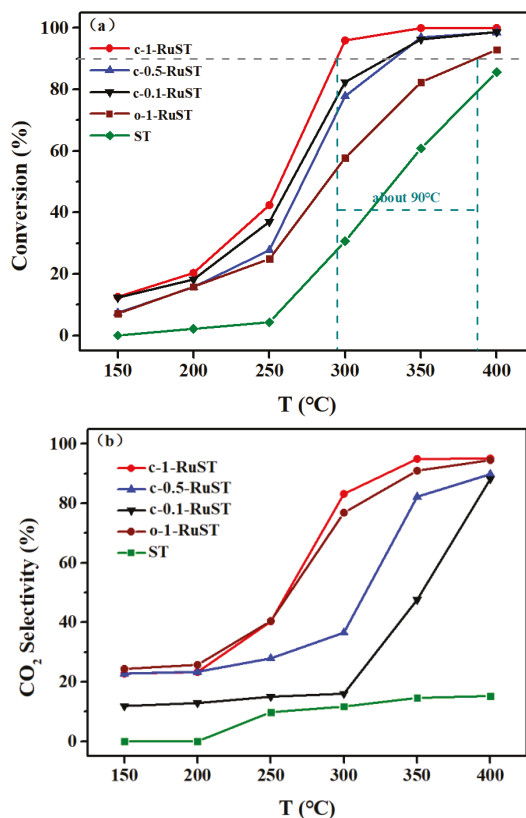 （a）
c-1-RuST
c-0.5-RuST
c-0.1-RuST
o-1-RuST
ST
about 90°C
Conversion (%)
100
80
60
40
20
0
150 200 250 300 350 400
T (°C)
（b）
c-1-RuST
c-0.5-RuST
c-0.1-RuST
o-1-RuST
ST
CO₂ Selectivity (%)
100
80
60
40
20
0
150 200 250 300 350 400
T (°C)